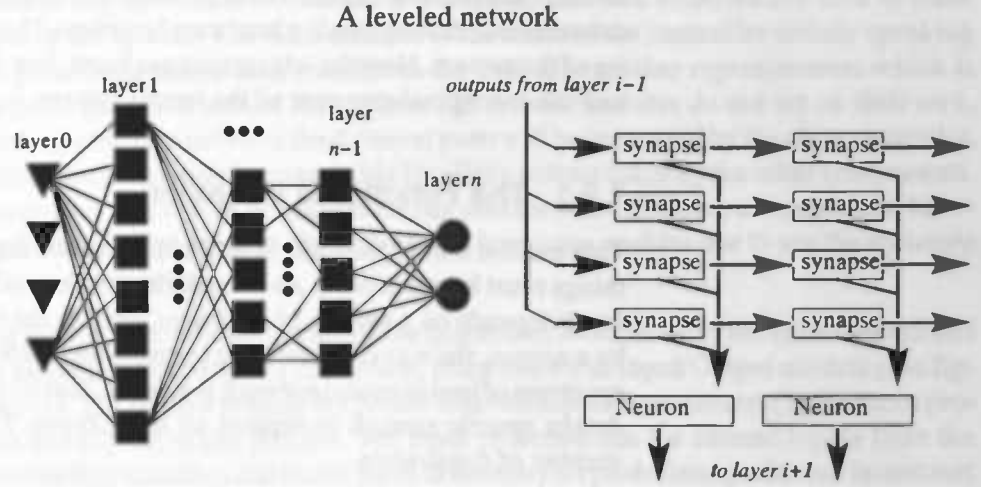 A leveled network
layer 1
layer0
layer
n−1
layer n
outputs from layer i−1
synapse
synapse
synapse
synapse
synapse
synapse
synapse
synapse
Neuron
Neuron
to layer i+1